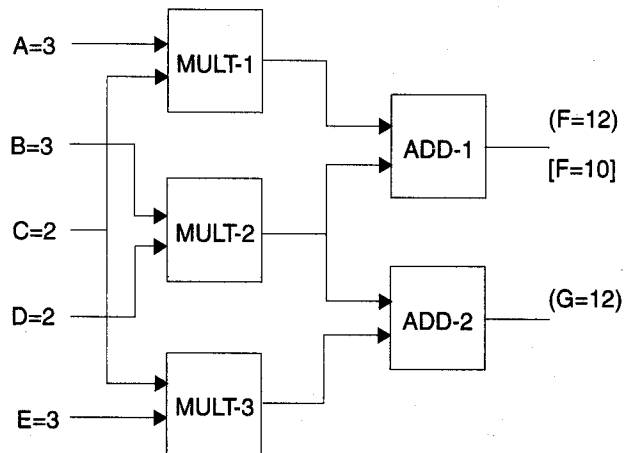 A=3
MULT-1
B=3
(F=12)
ADD-1
[F=10]
C=2
MULT-2
D=2
(G=12)
ADD-2
E=3
MULT-3